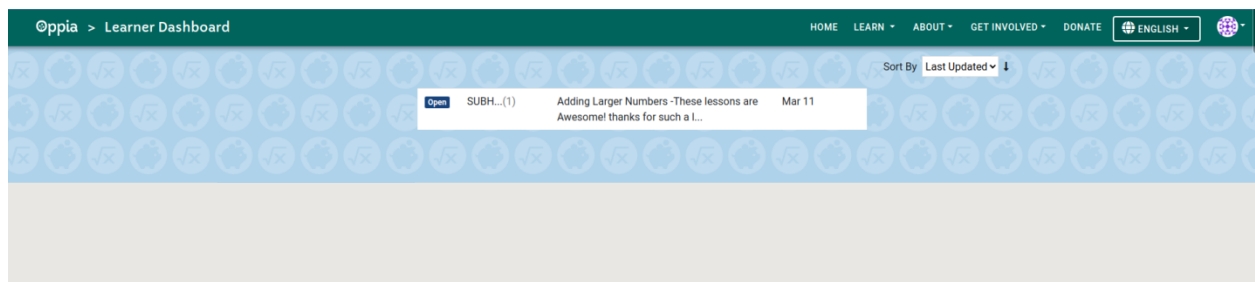 Oppia > Learner Dashboard HOME LEARN ABOUT GET INVOLVED DONATE ENGLISH
Sort By Last Updated
Open SUBH...(1) Adding Larger Numbers -These lessons are Mar 11
Awesome! thanks for such a l...